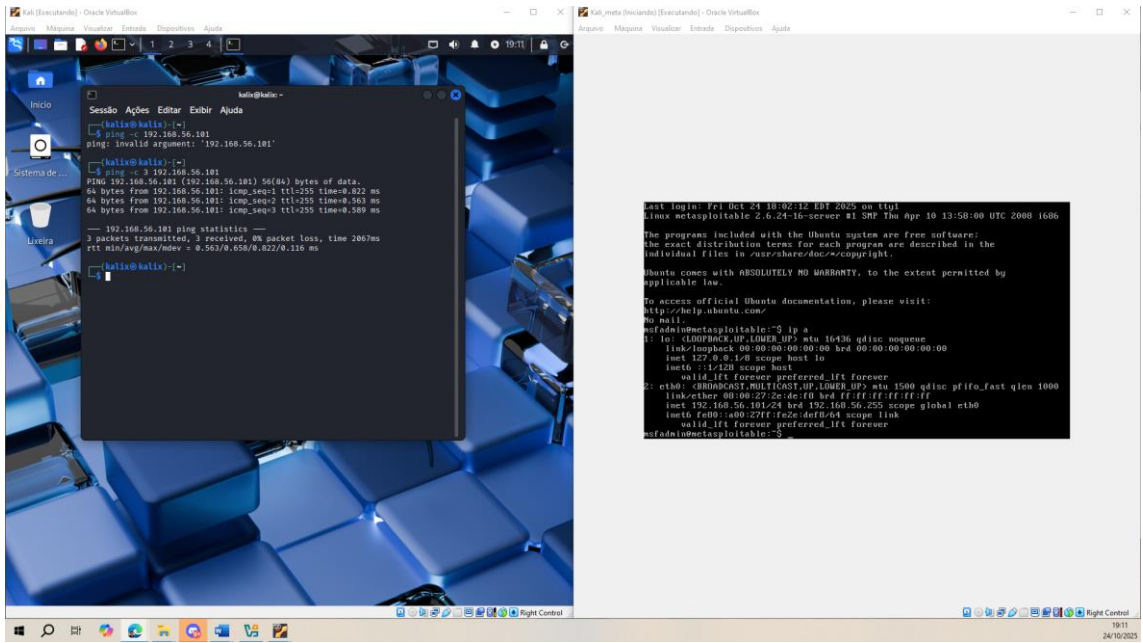 Kali [Executando] - Oracle VirtualBox
Arquivo Máquina Visualizar Entrada Dispositivos Ajuda
1 2 3 4
19:11
Início
Sistema de ...
Lixeira
kalix@kalix: ~
Sessão Ações Editar Exibir Ajuda
(kalix㉿kalix)-[~]
$ ping -c 192.168.56.101
ping: invalid argument: '192.168.56.101'
(kalix㉿kalix)-[~]
$ ping -c 3 192.168.56.101
PING 192.168.56.101 (192.168.56.101) 56(84) bytes of data.
64 bytes from 192.168.56.101: icmp_seq=1 ttl=255 time=0.822 ms
64 bytes from 192.168.56.101: icmp_seq=2 ttl=255 time=0.563 ms
64 bytes from 192.168.56.101: icmp_seq=3 ttl=255 time=0.589 ms
--- 192.168.56.101 ping statistics ---
3 packets transmitted, 3 received, 0% packet loss, time 2067ms
rtt min/avg/max/mdev = 0.563/0.658/0.822/0.116 ms
(kalix㉿kalix)-[~]
$
Right Control
Kali_meta (Iniciando) [Executando] - Oracle VirtualBox
Arquivo Máquina Visualizar Entrada Dispositivos Ajuda
Last login: Fri Oct 24 18:02:12 EDT 2025 on tty1
Linux metasploitable 2.6.24-16-server #1 SMP Thu Apr 10 13:58:00 UTC 2008 i686
The programs included with the Ubuntu system are free software;
the exact distribution terms for each program are described in the
individual files in /usr/share/doc/*/copyright.
Ubuntu comes with ABSOLUTELY NO WARRANTY, to the extent permitted by
applicable law.
To access official Ubuntu documentation, please visit:
http://help.ubuntu.com/
No mail.
msfadmin@metasploitable:~$ ip a
1: lo: <LOOPBACK,UP,LOWER_UP> mtu 16436 qdisc noqueue
link/loopback 00:00:00:00:00:00 brd 00:00:00:00:00:00
inet 127.0.0.1/8 scope host lo
inet6 ::1/128 scope host
valid_lft forever preferred_lft forever
2: eth0: <BROADCAST,MULTICAST,UP,LOWER_UP> mtu 1500 qdisc pfifo_fast qlen 1000
link/ether 08:00:27:2e:de:f8 brd ff:ff:ff:ff:ff:ff
inet 192.168.56.101/24 brd 192.168.56.255 scope global eth0
inet6 fe80::a00:27ff:fe2e:def8/64 scope link
valid_lft forever preferred_lft forever
msfadmin@metasploitable:~$ _
Right Control
19:11
24/10/2025